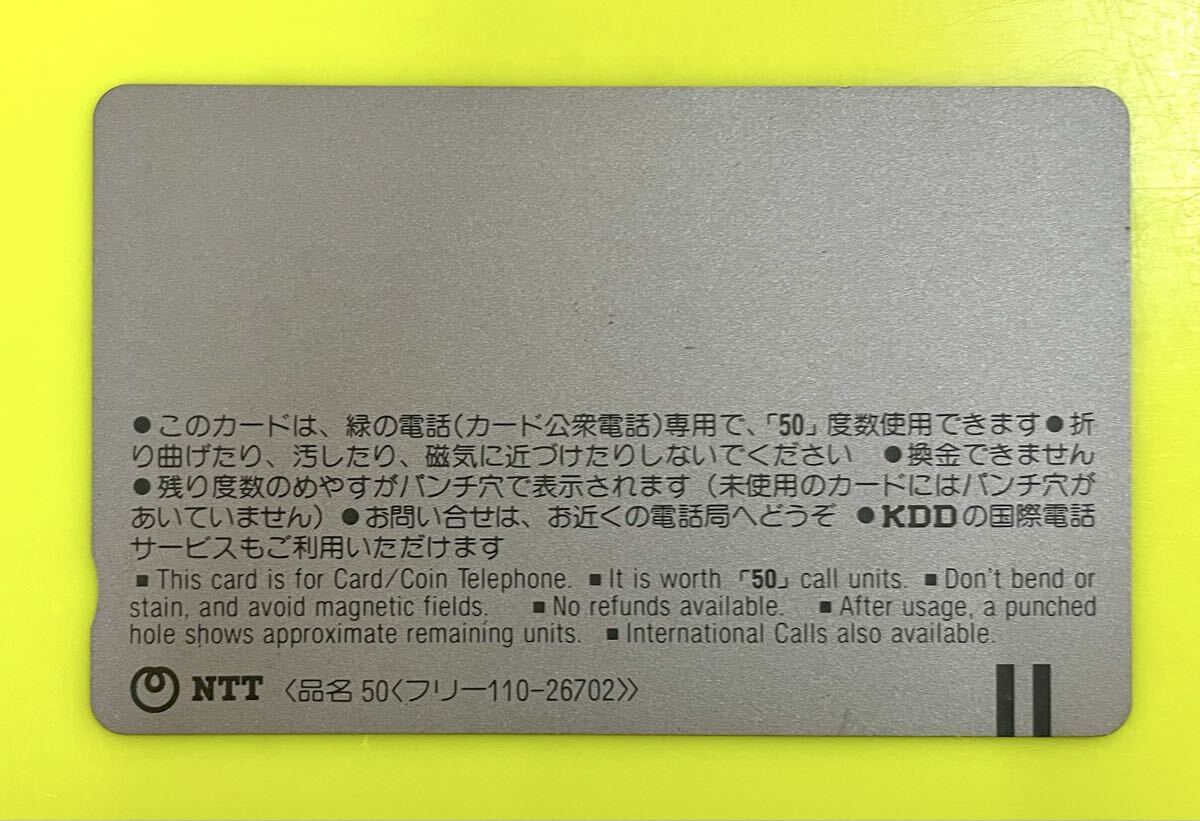 ●このカードは、緑の電話(カード公衆電話)専用で、「50」度数使用できます●折
り曲げたり、汚したり、磁気に近づけたりしないでください ●換金できません
●残り度数のめやすがパンチ穴で表示されます(未使用のカードにはパンチ穴が
あいていません)●お問い合せは、お近くの電話局へどうぞ ●KDDの国際電話
サービスもご利用いただけます
■This card is for Card/Coin Telephone. ■It is worth 「50」 call units. ■Don't bend or
stain, and avoid magnetic fields. ■No refunds available. ■After usage, a punched
hole shows approximate remaining units. ■International Calls also available.
NTT 〈品名 50〈フリー110-26702〉〉